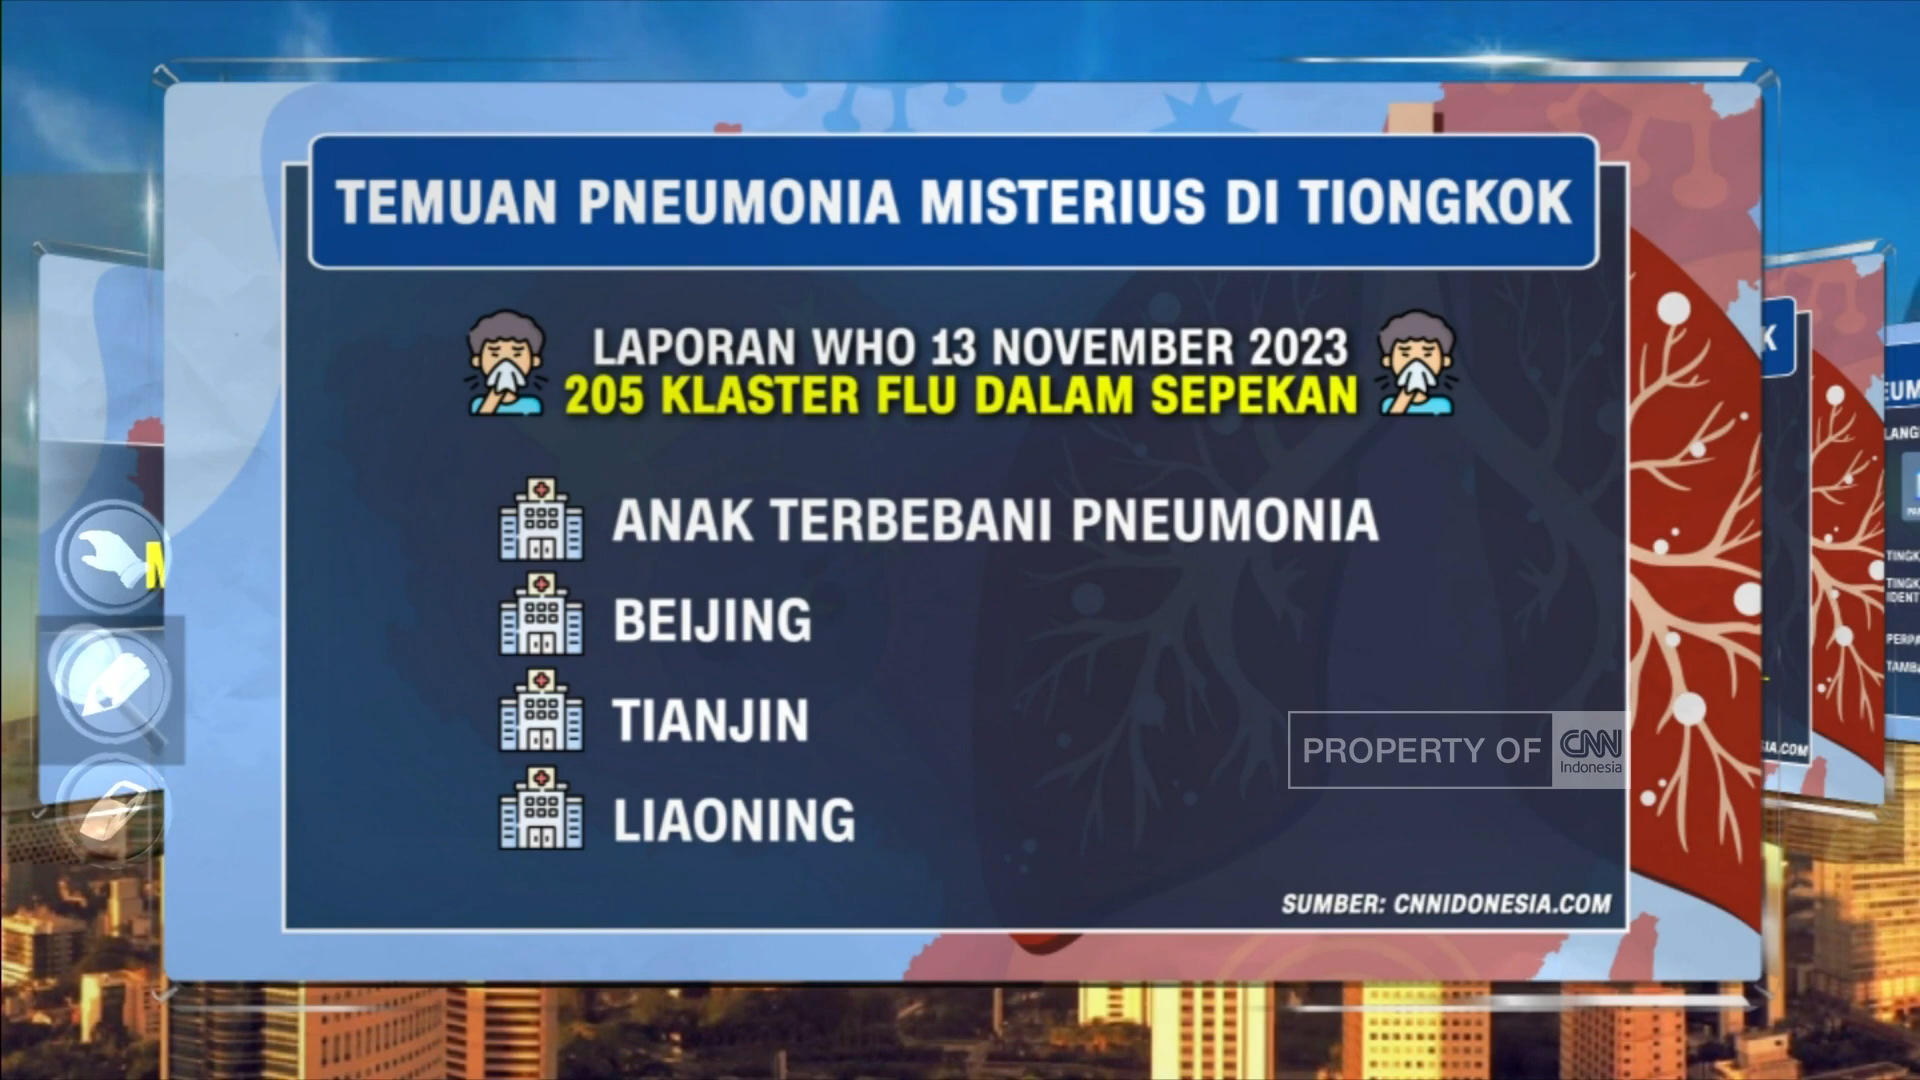 TEMUAN PNEUMONIA MISTERIUS DI TIONGKOK
LAPORAN WHO 13 NOVEMBER 2023
205 KLASTER FLU DALAM SEPEKAN
ANAK TERBEBANI PNEUMONIA
BEIJING
TIANJIN
LIAONING
PROPERTY OF CNN Indonesia
SUMBER: CNNIDONESIA.COM